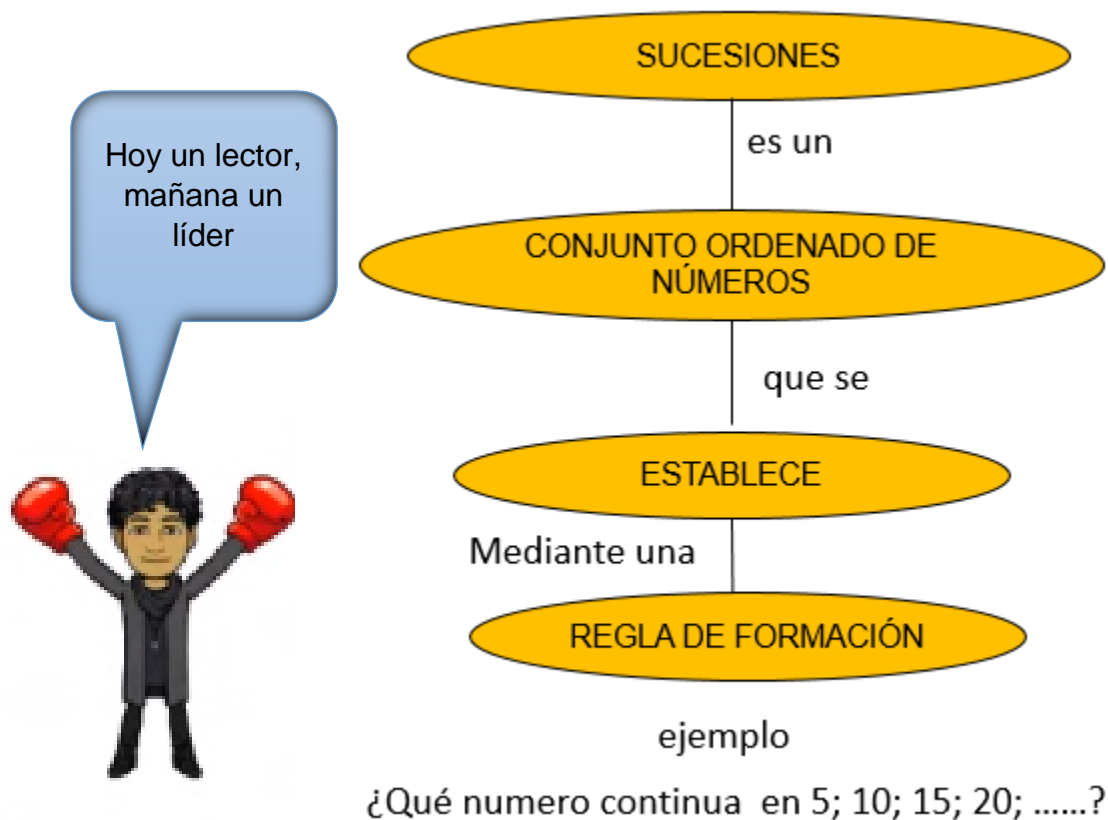 SUCESIONES
es un
Hoy un lector,
mañana un
líder
CONJUNTO ORDENADO DE
NÚMEROS
que se
ESTABLECE
Mediante una
REGLA DE FORMACIÓN
ejemplo
¿Qué numero continua en 5; 10; 15; 20; ......?